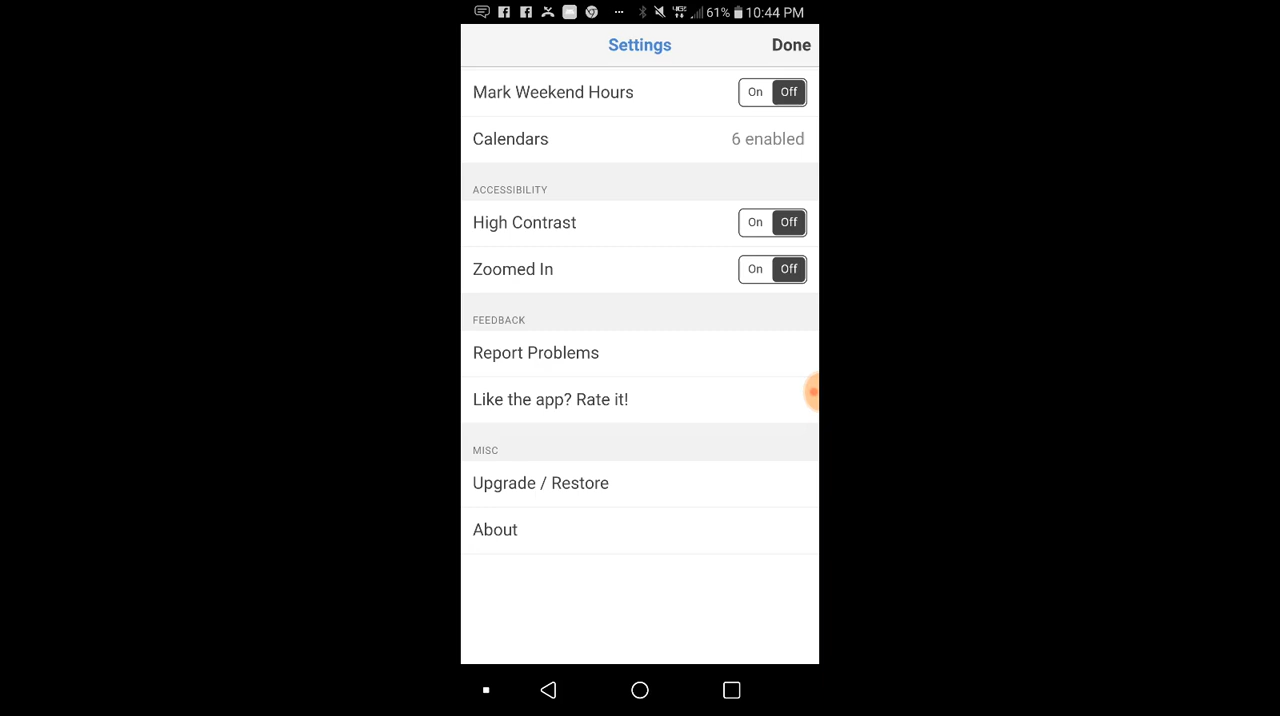 61% 10:44 PM
Settings Done
Mark Weekend Hours On Off
Calendars 6 enabled
ACCESSIBILITY
High Contrast On Off
Zoomed In On Off
FEEDBACK
Report Problems
Like the app? Rate it!
MISC
Upgrade / Restore
About